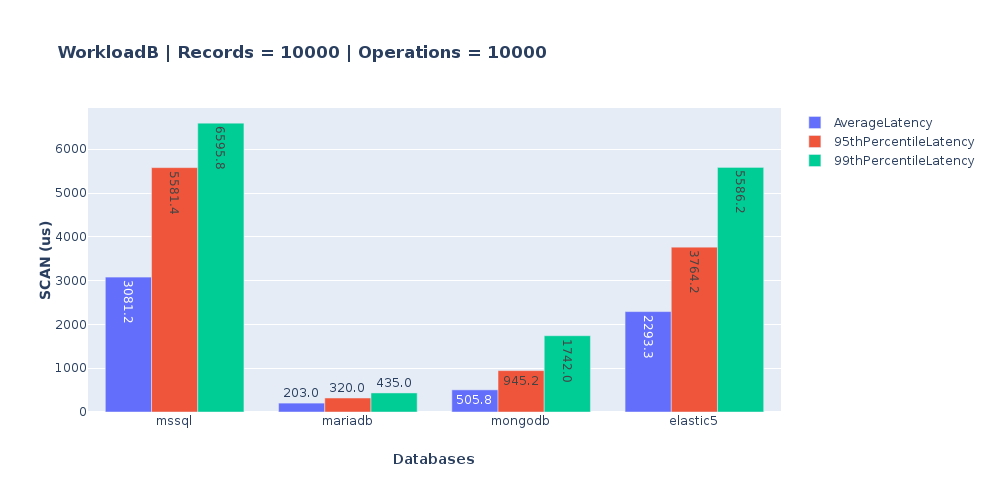 WorkloadB | Records = 10000 | Operations = 10000
AverageLatency
95thPercentileLatency
99thPercentileLatency
SCAN (us)
6000
5000
4000
3000
2000
1000
0
3081.2
5581.4
6595.8
203.0
320.0
435.0
505.8
945.2
1742.0
2293.3
3764.2
5586.2
mssql
mariadb
mongodb
elastic5
Databases